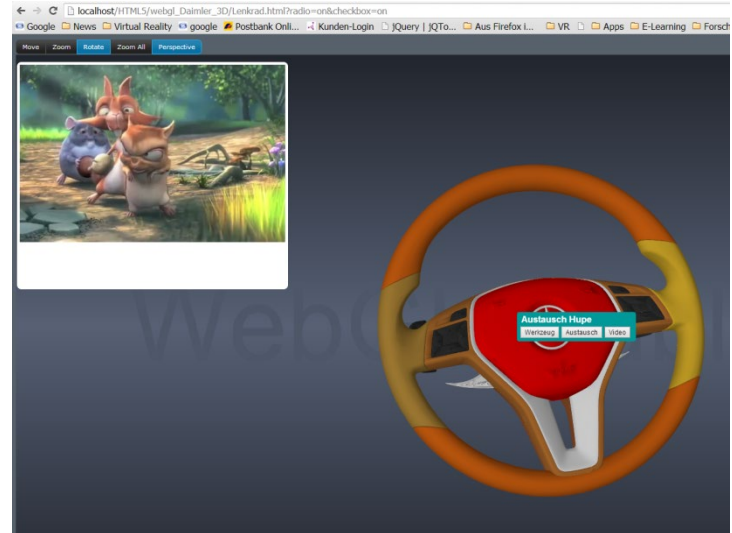 localhost/HTML5/webgl_Daimler_3D/Lenkrad.html?radio=on&checkbox=on
Google News Virtual Reality google Postbank Onli... Kunden-Login jQuery | jQTo... Aus Firefox i... VR Apps E-Learning Forsch
Move Zoom Rotate Zoom All Perspective
Austausch Hupe
Werkzeug Austausch Video